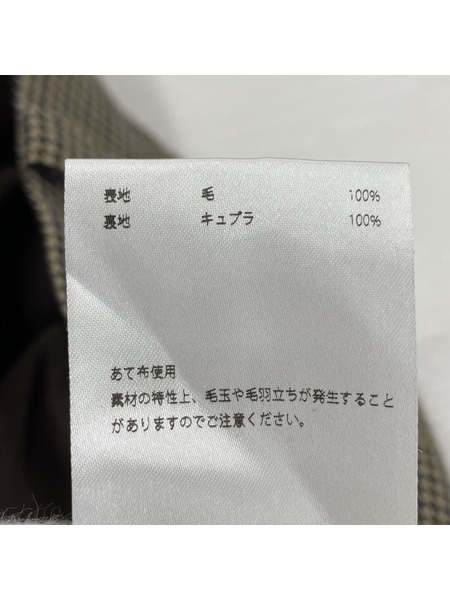 表地 毛 100%
裏地 キュプラ 100%
あて布使用
素材の特性上、毛玉や毛羽立ちが発生すること
がありますのでご注意ください。